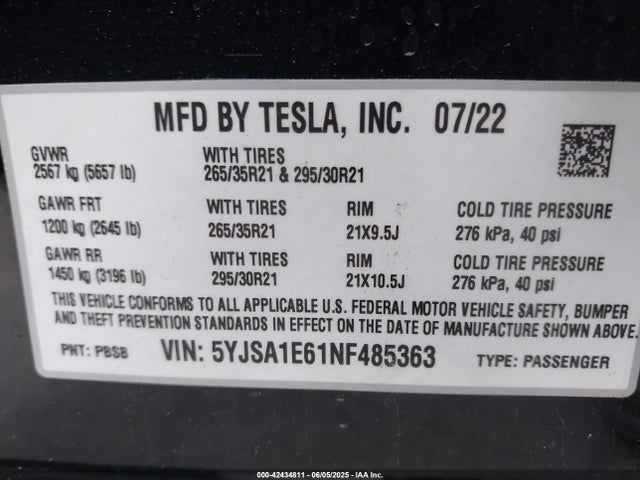 MFD BY TESLA, INC. 07/22
GVWR WITH TIRES
2567 kg (5657 lb) 265/35R21 & 295/30R21
GAWR FRT WITH TIRES RIM COLD TIRE PRESSURE
1200 kg (2645 lb) 265/35R21 21X9.5J 276 kPa, 40 psi
GAWR RR WITH TIRES RIM COLD TIRE PRESSURE
1450 kg (3196 lb) 295/30R21 21X10.5J 276 kPa, 40 psi
THIS VEHICLE CONFORMS TO ALL APPLICABLE U.S. FEDERAL MOTOR VEHICLE SAFETY, BUMPER
AND THEFT PREVENTION STANDARDS IN EFFECT ON THE DATE OF MANUFACTURE SHOWN ABOVE.
PNT: PBSB VIN: 5YJSA1E61NF485363 TYPE: PASSENGER
000-42434811 - 06/05/2025 - IAA Inc.